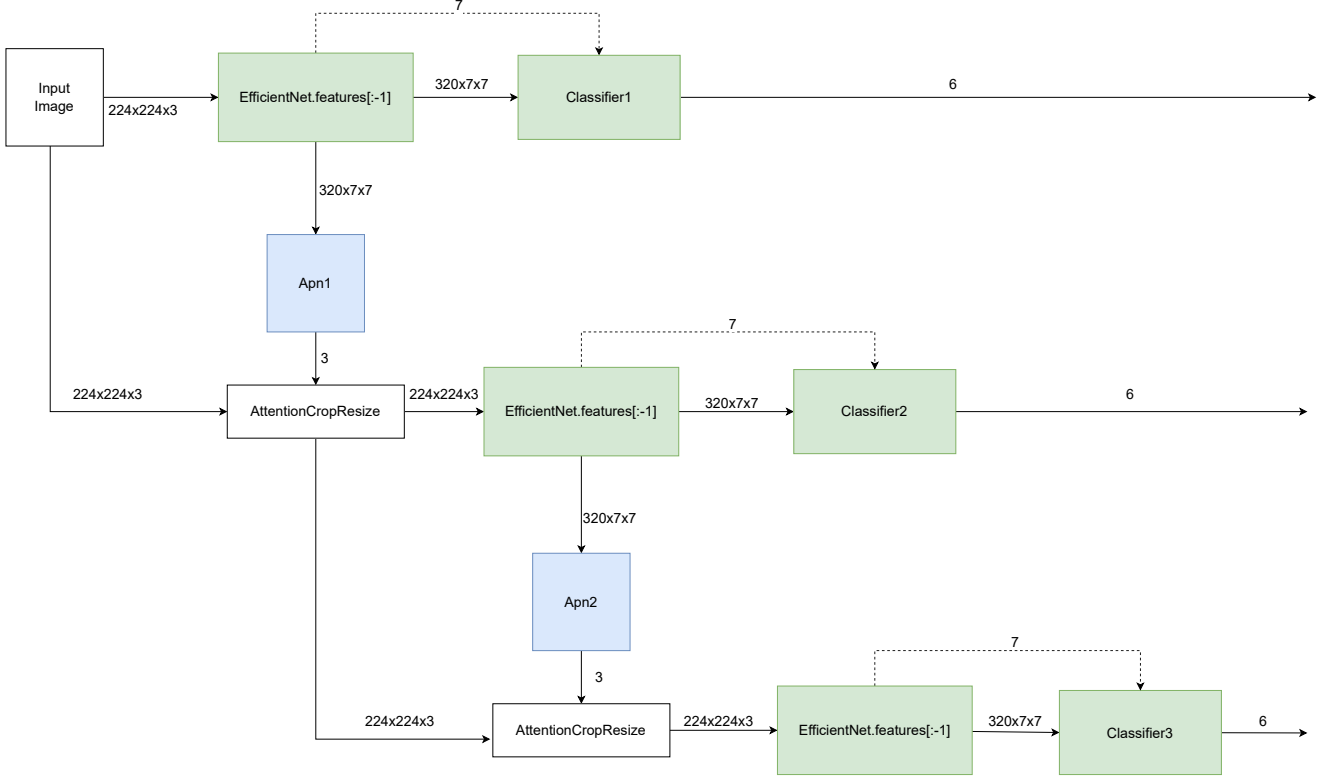 7
Input
Image
224x224x3
EfficientNet.features[:-1]
320x7x7
Classifier1
6
320x7x7
Apn1
3
7
224x224x3
AttentionCropResize
224x224x3
EfficientNet.features[:-1]
320x7x7
Classifier2
6
320x7x7
Apn2
3
7
224x224x3
AttentionCropResize
224x224x3
EfficientNet.features[:-1]
320x7x7
Classifier3
6